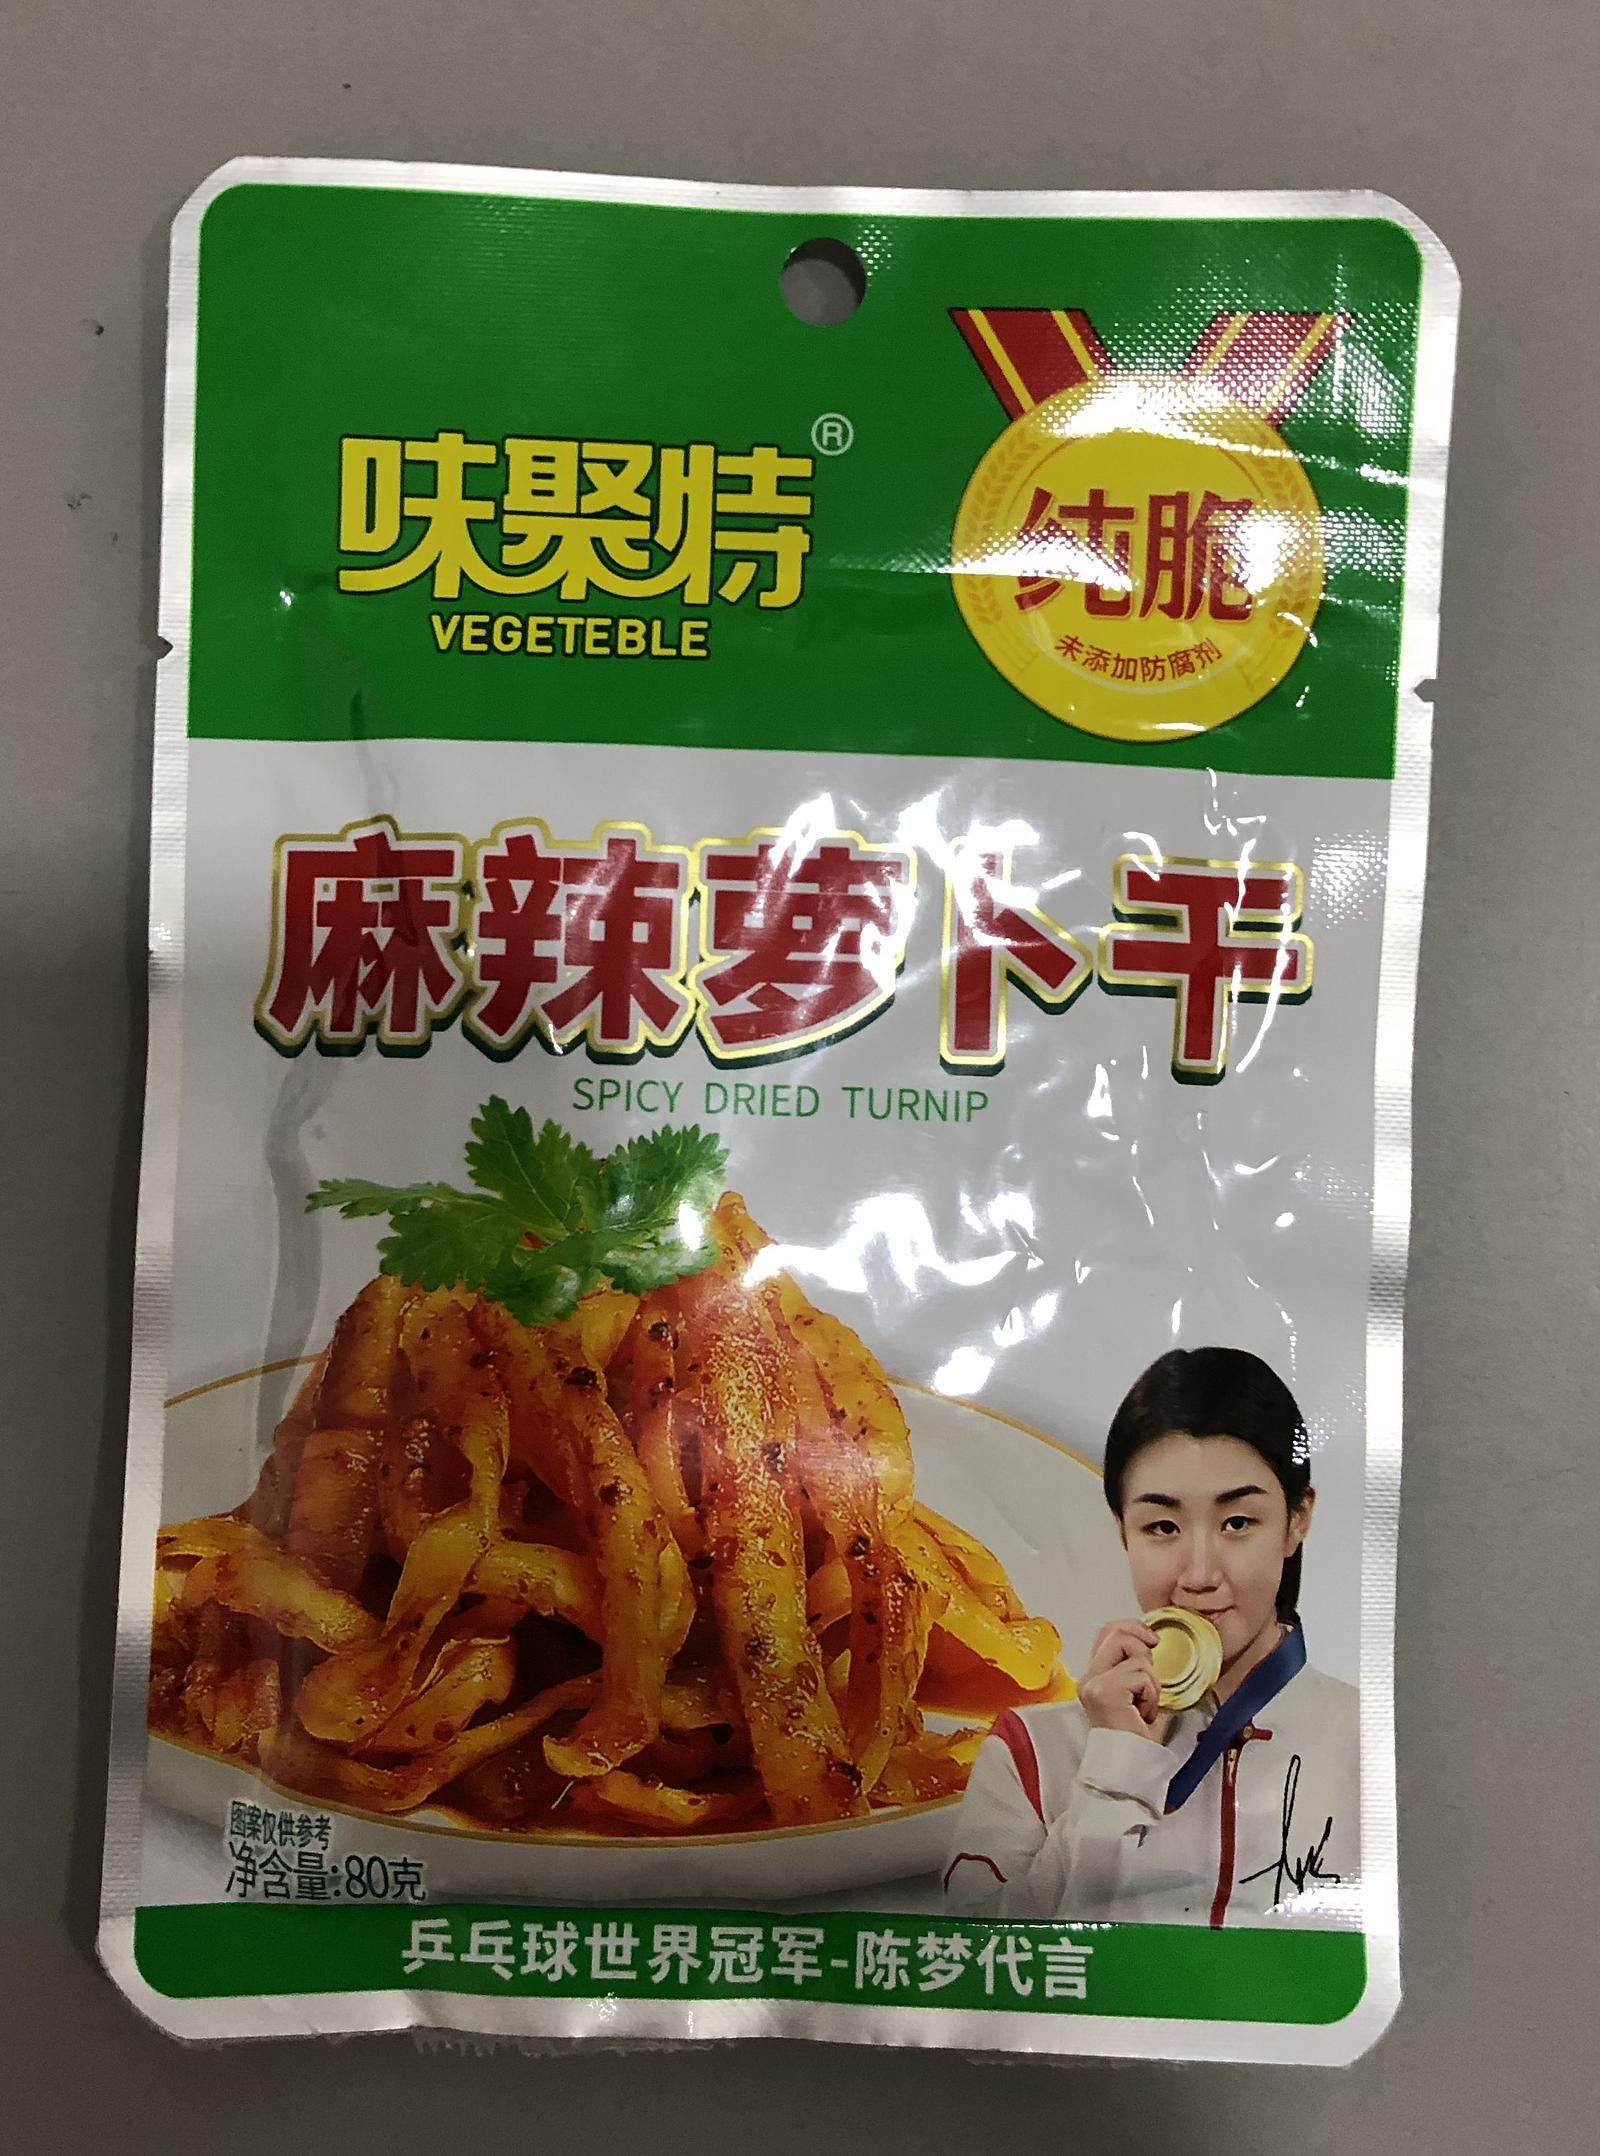 味聚特®
VEGETEBLE
纯脆
未添加防腐剂
麻辣萝卜干
SPICY DRIED TURNIP
图案仅供参考
净含量:80克
乒乓球世界冠军-陈梦代言